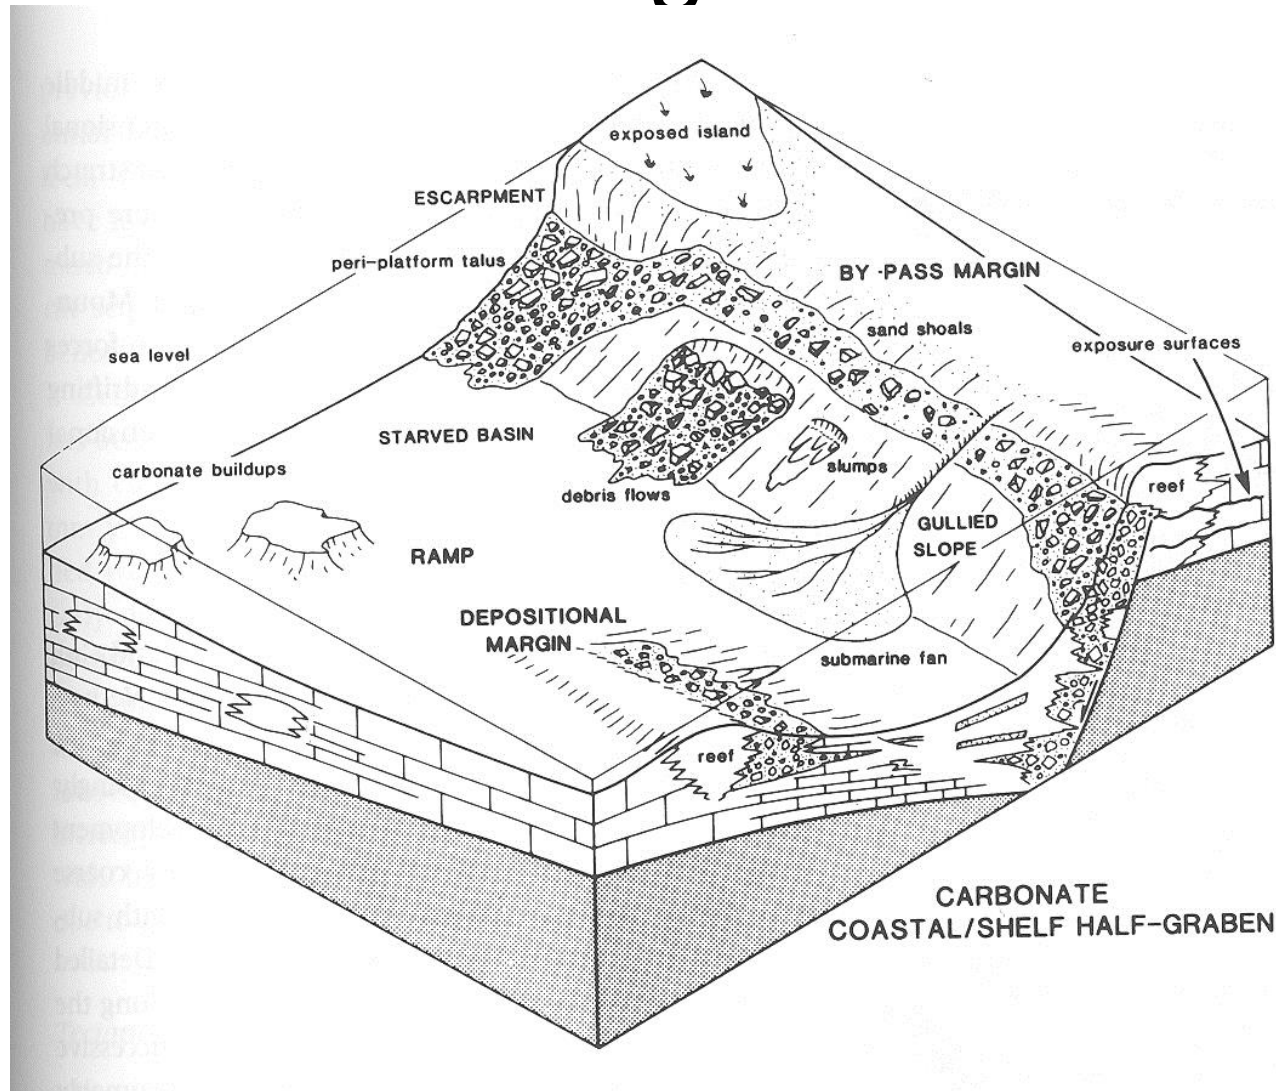 exposed island
ESCARPMENT
peri-platform talus
BY-PASS MARGIN
sand shoals
exposure surfaces
sea level
STARVED BASIN
carbonate buildups
slumps
reef
debris flows
GULLIED
SLOPE
RAMP
DEPOSITIONAL
MARGIN
submarine fan
reef
CARBONATE
COASTAL/SHELF HALF-GRABEN